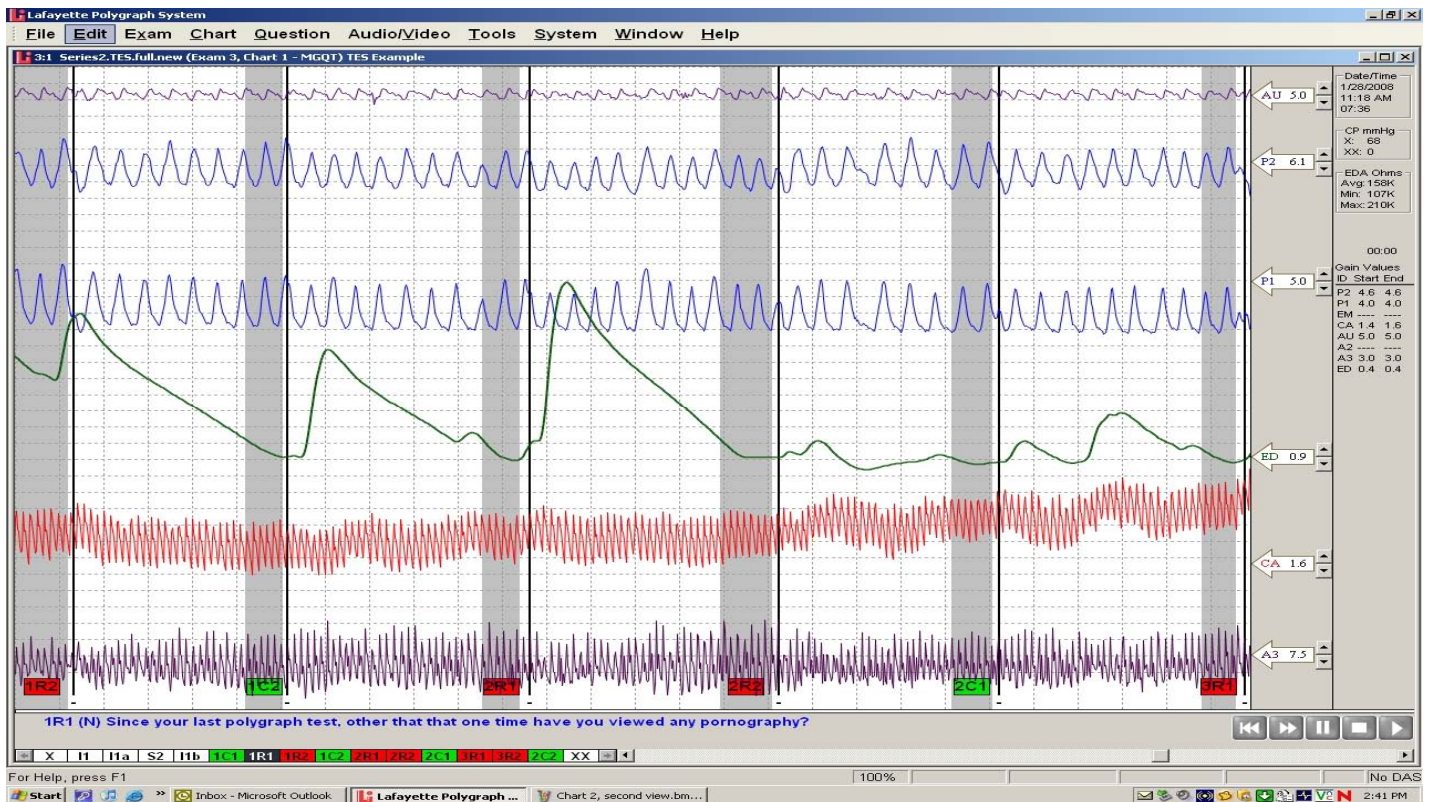 Lafayette Polygraph System
File Edit Exam Chart Question Audio/Video Tools System Window Help
3:1 Series2.TES.full.new (Exam 3, Chart 1 - MGQT) TES Example
Date/Time
1/28/2008
11:18 AM
07:36
AU 5.0
CP mmHg
X: 68
XX: 0
P2 6.1
EDA Ohms
Avg:158K
Min: 107K
Max:210K
00:00
Gain Values
ID Start End
P2 4.6 4.6
P1 4.0 4.0
EM ---- ----
CA 1.4 1.6
AU 5.0 5.0
A2 ---- ----
A3 3.0 3.0
ED 0.4 0.4
P1 5.0
ED 0.9
CA 1.6
A3 7.5
1R2 1C2 2R1 2R2 2C1 3R1
1R1 (N) Since your last polygraph test, other that that one time have you viewed any pornography?
X I1 I1a S2 I1b 1C1 1R1 1R2 1C2 2R1 2R2 2C1 3R1 3R2 2C2 XX
For Help, press F1 100% No DAS
Start Inbox - Microsoft Outlook Lafayette Polygraph ... Chart 2, second view.bm... 2:41 PM